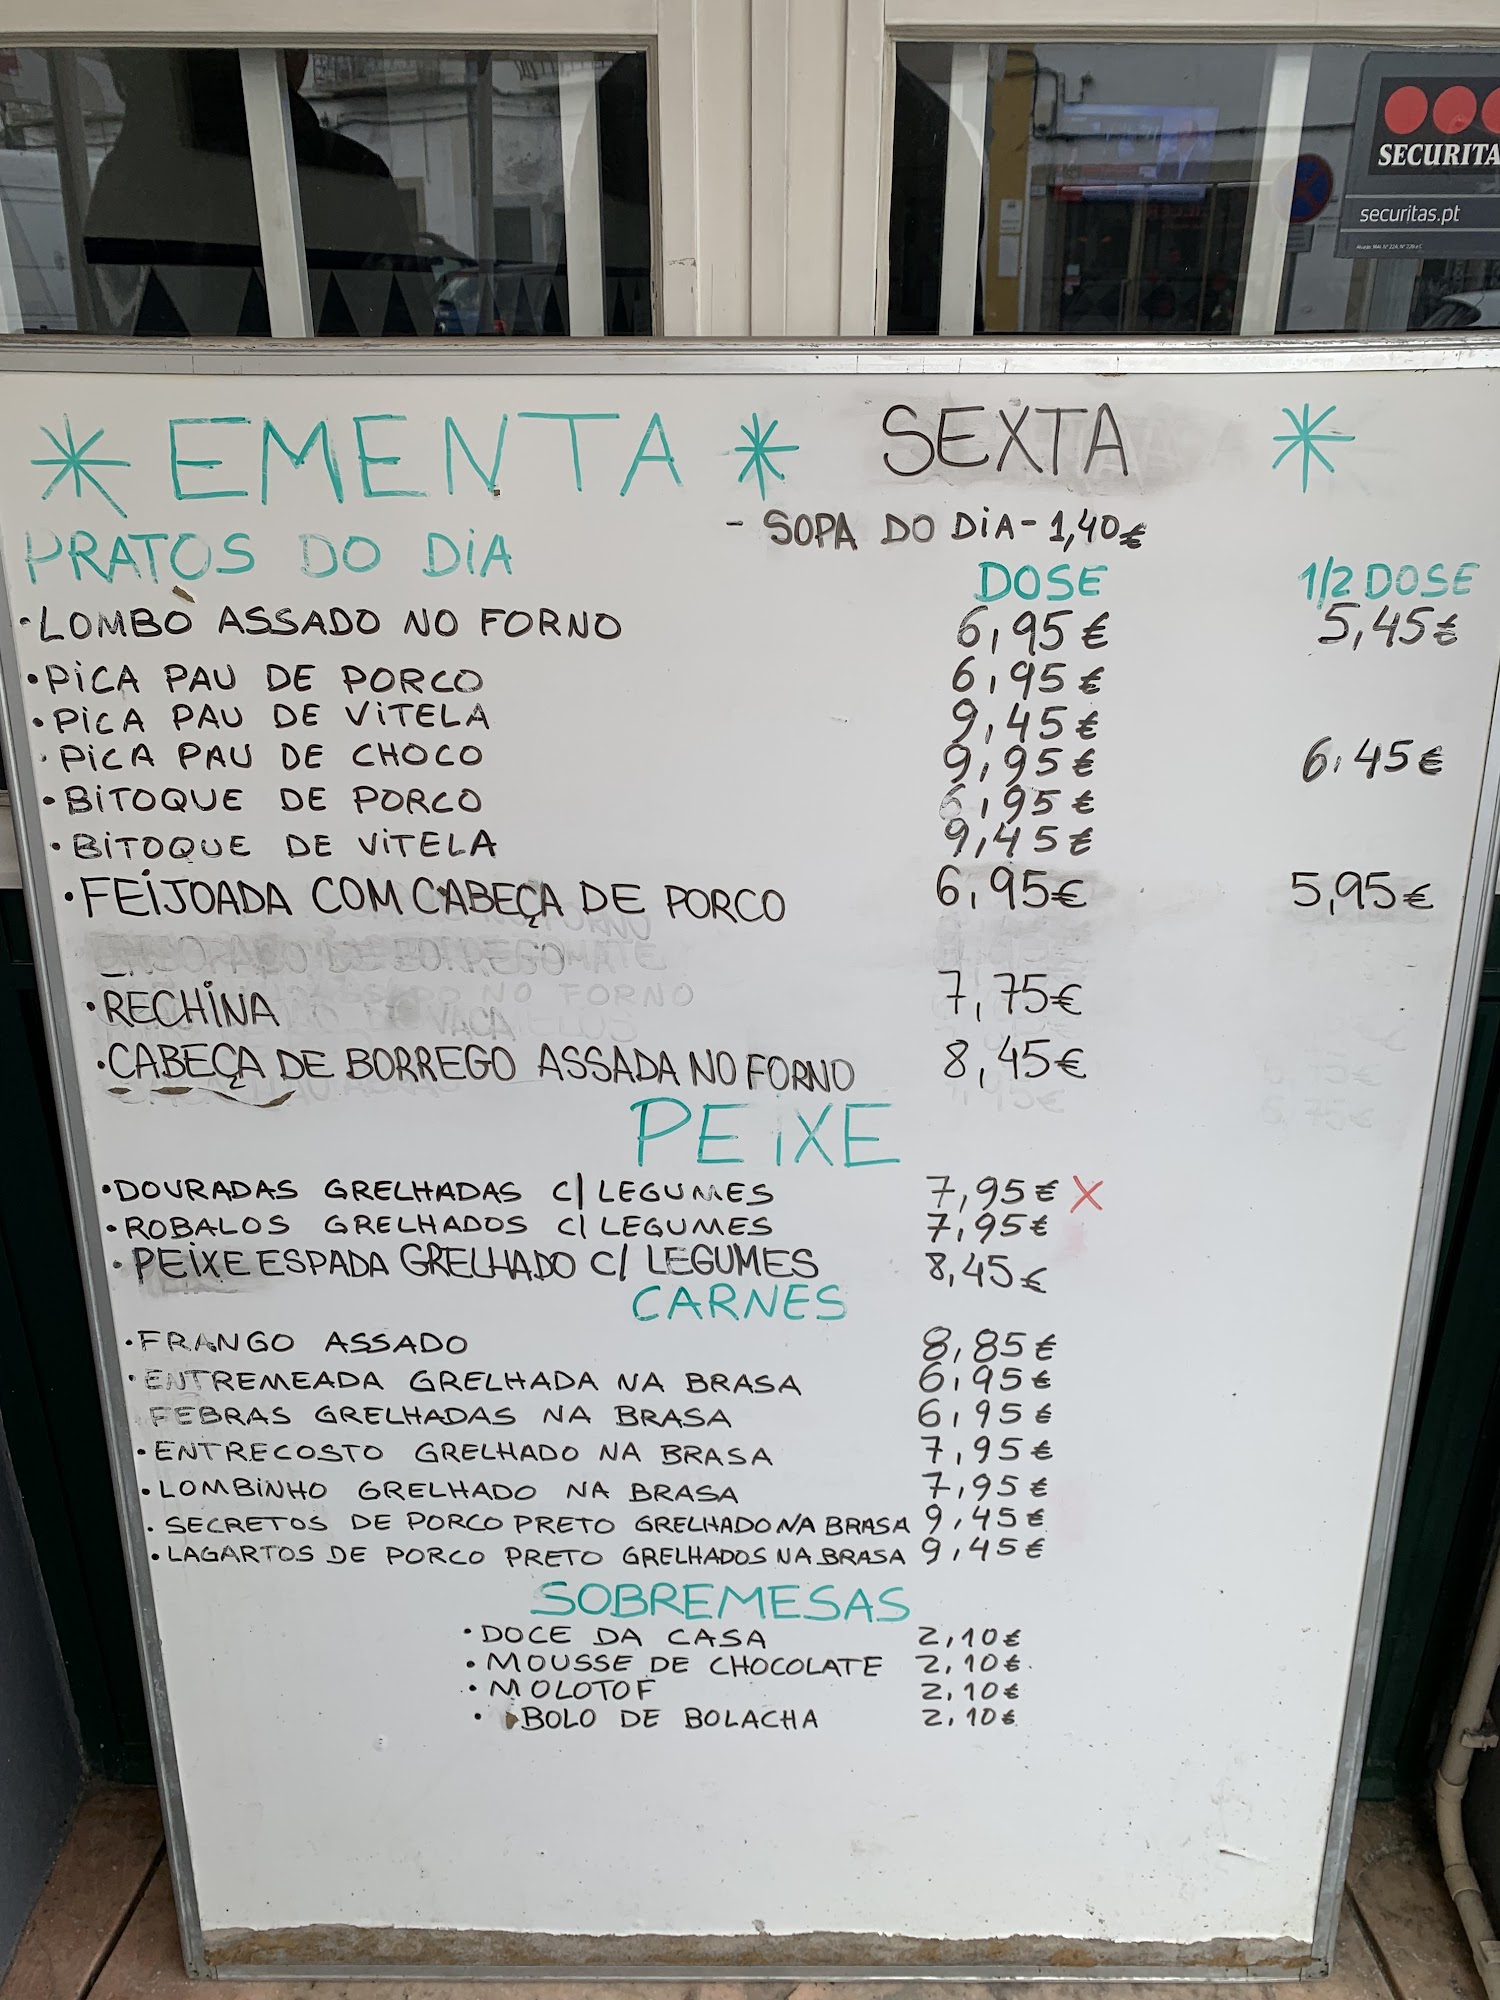 SECURITA
securitas.pt
* EMENTA * SEXTA *
- SOPA DO DIA - 1,40€
PRATOS DO DIA DOSE 1/2 DOSE
• LOMBO ASSADO NO FORNO 6,95€ 5,45€
• PICA PAU DE PORCO 6,95€
• PICA PAU DE VITELA 9,45€
• PICA PAU DE CHOCO 9,95€ 6,45€
• BITOQUE DE PORCO 6,95€
• BITOQUE DE VITELA 9,45€
• FEIJOADA COM CABEÇA DE PORCO 6,95€ 5,95€
• RECHINA 7,75€
• CABEÇA DE BORREGO ASSADA NO FORNO 8,45€
PEIXE
• DOURADAS GRELHADAS C/ LEGUMES 7,95€ X
• ROBALOS GRELHADOS C/ LEGUMES 7,95€
• PEIXE ESPADA GRELHADO C/ LEGUMES 8,45€
CARNES
• FRANGO ASSADO 8,85€
• ENTREMEADA GRELHADA NA BRASA 6,95€
FEBRAS GRELHADAS NA BRASA 6,95€
• ENTRECOSTO GRELHADO NA BRASA 7,95€
• LOMBINHO GRELHADO NA BRASA 7,95€
• SECRETOS DE PORCO PRETO GRELHADO NA BRASA 9,45€
• LAGARTOS DE PORCO PRETO GRELHADOS NA BRASA 9,45€
SOBREMESAS
• DOCE DA CASA 2,10€
• MOUSSE DE CHOCOLATE 2,10€
• MOLOTOF 2,10€
• BOLO DE BOLACHA 2,10€